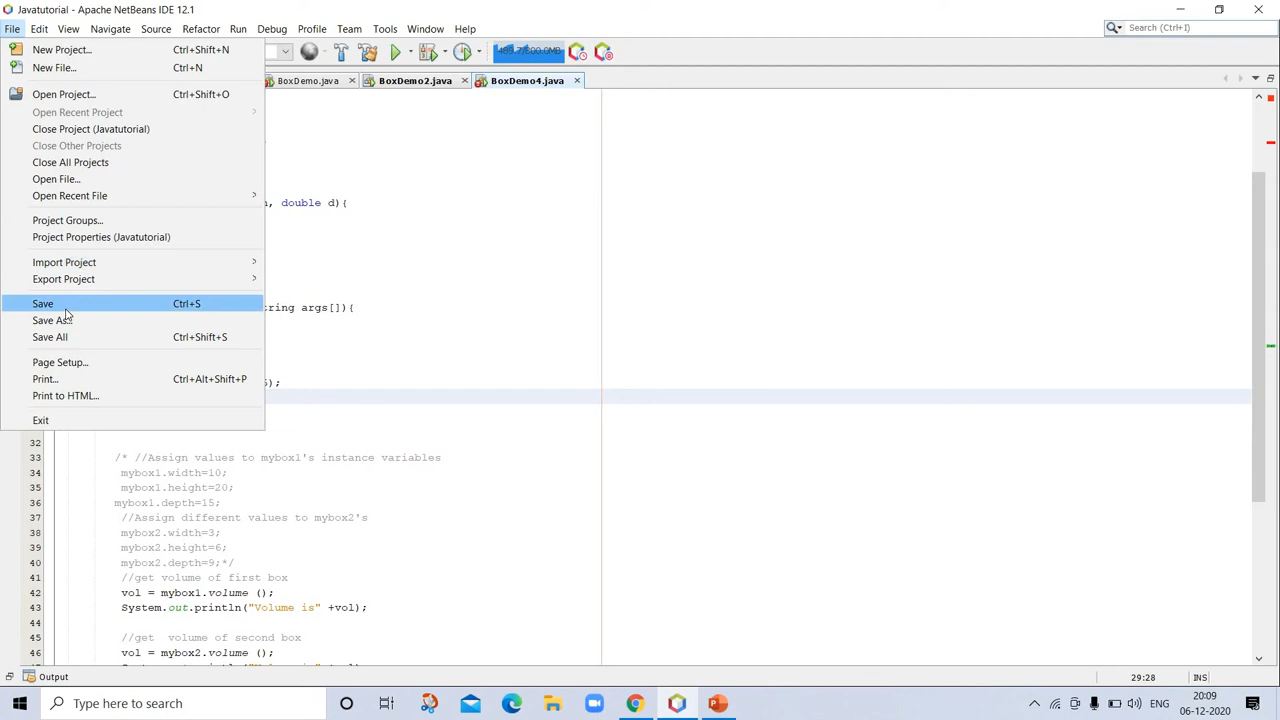 Javatutorial - Apache NetBeans IDE 12.1
File Edit View Navigate Source Refactor Run Debug Profile Team Tools Window Help
Search (Ctrl+I)
New Project... Ctrl+Shift+N
489.7/600.0MB
New File... Ctrl+N
BoxDemo.java BoxDemo2.java BoxDemo4.java
Open Project... Ctrl+Shift+O
Open Recent Project
Close Project (Javatutorial)
Close Other Projects
Close All Projects
Open File...
Open Recent File
, double d){
Project Groups...
Project Properties (Javatutorial)
Import Project
Export Project
Save Ctrl+S
tring args[]){
Save As...
Save All Ctrl+Shift+S
Page Setup...
Print... Ctrl+Alt+Shift+P
);
Print to HTML...
Exit
32
33 /* //Assign values to mybox1's instance variables
34 mybox1.width=10;
35 mybox1.height=20;
36 mybox1.depth=15;
37 //Assign different values to mybox2's
38 mybox2.width=3;
39 mybox2.height=6;
40 mybox2.depth=9;*/
41 //get volume of first box
42 vol = mybox1.volume ();
43 System.out.println("Volume is" +vol);
44
45 //get volume of second box
46 vol = mybox2.volume ();
Output
29:28 INS
Type here to search
ENG
20:09
06-12-2020